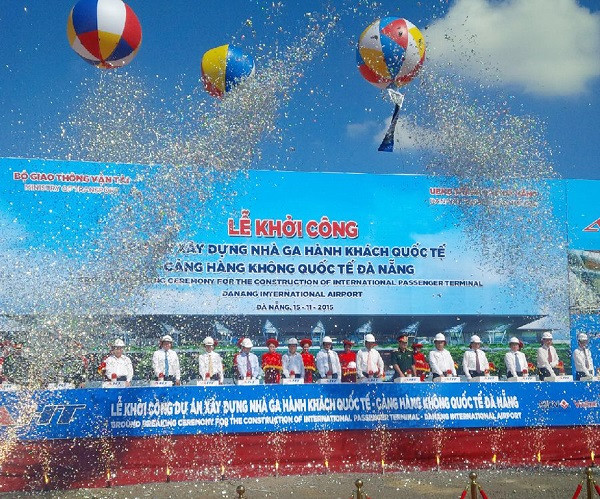 BỘ GIAO THÔNG VẬN TẢI
MINISTRY OF TRANSPORT
LỄ KHỞI CÔNG
XÂY DỰNG NHÀ GA HÀNH KHÁCH QUỐC TẾ
CẢNG HÀNG KHÔNG QUỐC TẾ ĐÀ NẴNG
CEREMONY FOR THE CONSTRUCTION OF INTERNATIONAL PASSENGER TERMINAL
DANANG INTERNATIONAL AIRPORT
ĐÀ NẴNG, 15 - 11 - 2015
LỄ KHỞI CÔNG DỰ ÁN XÂY DỰNG NHÀ GA HÀNH KHÁCH QUỐC TẾ - CẢNG HÀNG KHÔNG QUỐC TẾ ĐÀ NẴNG
GROUND BREAKING CEREMONY FOR THE CONSTRUCTION OF INTERNATIONAL PASSENGER TERMINAL - DANANG INTERNATIONAL AIRPORT